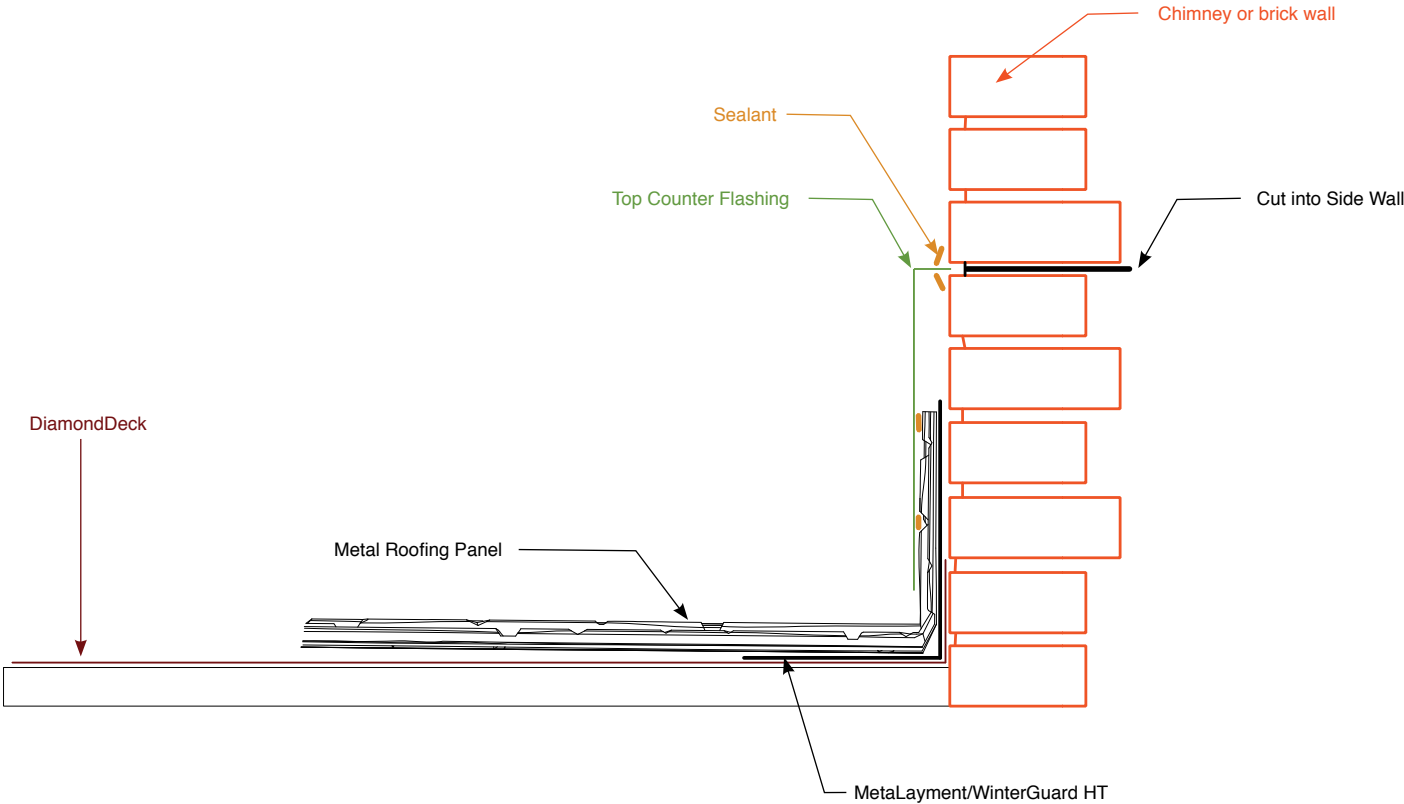 Chimney or brick wall
Sealant
Top Counter Flashing
Cut into Side Wall
DiamondDeck
Metal Roofing Panel
MetaLayment/WinterGuard HT